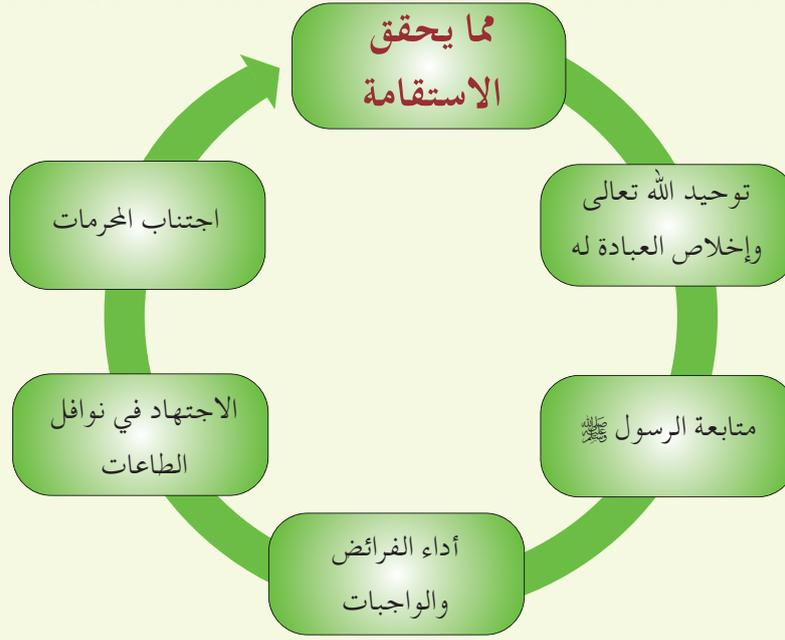 مما يحقق
الاستقامة
توحيد الله تعالى
وإخلاص العبادة له
متابعة الرسول ﷺ
أداء الفرائض
والواجبات
الاجتهاد في نوافل
الطاعات
اجتناب المحرمات